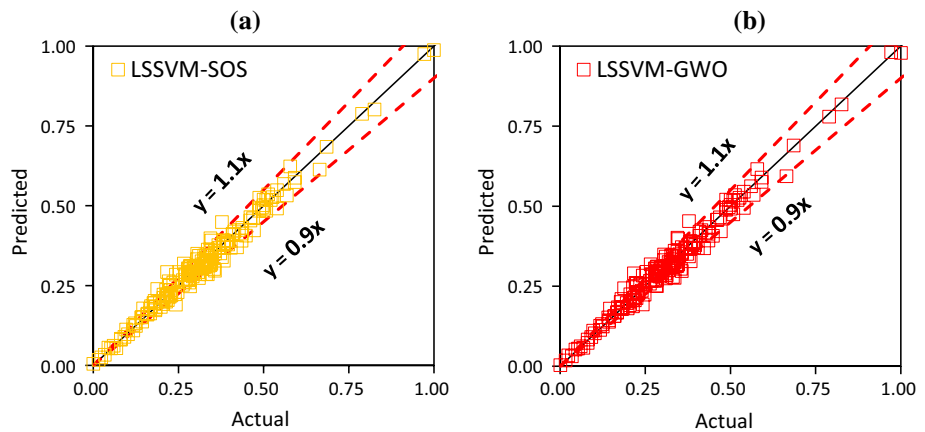 (a)
1.00
LSSVM-SOS
0.75
y = 1.1x
Predicted
0.50
y = 0.9x
0.25
0.00
0.00 0.25 0.50 0.75 1.00
Actual
(b)
1.00
LSSVM-GWO
0.75
y = 1.1x
Predicted
0.50
y = 0.9x
0.25
0.00
0.00 0.25 0.50 0.75 1.00
Actual